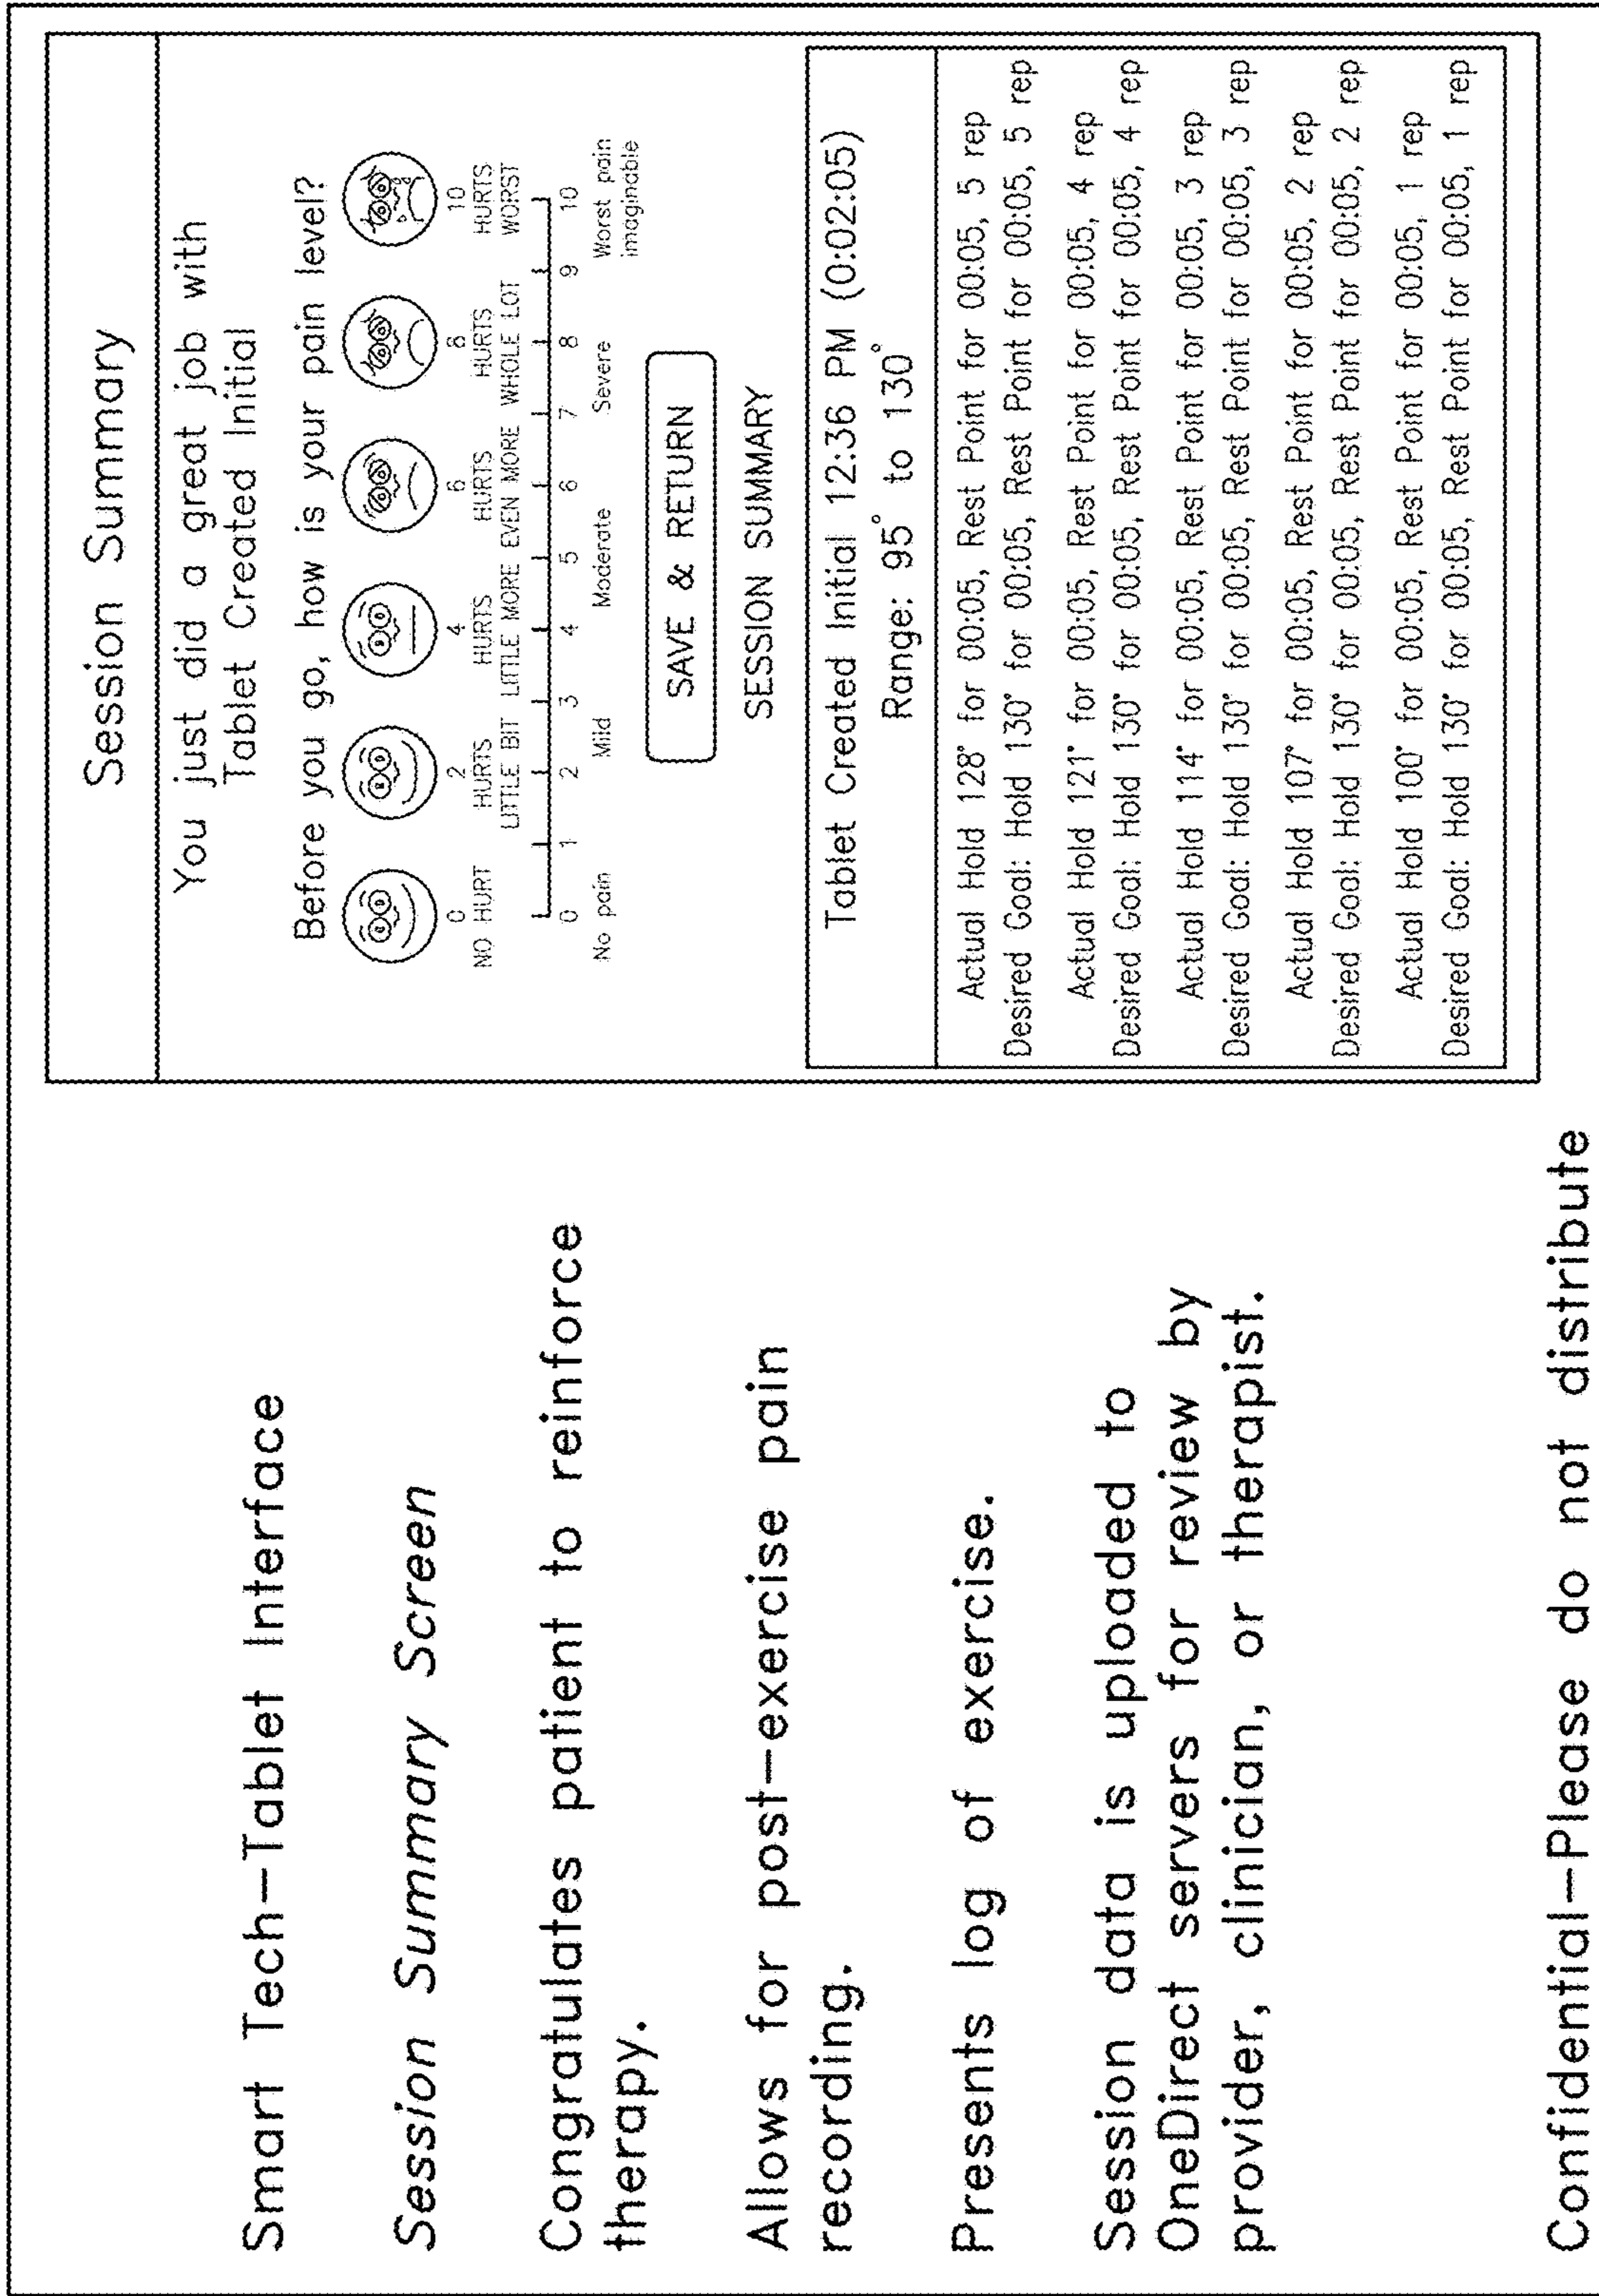 Smart Tech-Tablet Interface
Session Summary Screen
Congratulates patient to reinforce
therapy.
Allows for post-exercise pain
recording.
Presents log of exercise.
Session data is uploaded to
OneDirect servers for review by
provider, clinician, or therapist.
Confidential-Please do not distribute
Session Summary
You just did a great job with
Tablet Created Initial
Before you go, how is your pain level?
0 2 4 6 8 10
NO HURT HURTS HURTS HURTS HURTS HURTS
LITTLE BIT LITTLE MORE EVEN MORE WHOLE LOT WORST
0 1 2 3 4 5 6 7 8 9 10
No pain Mild Moderate Severe Worst pain
imaginable
SAVE & RETURN
SESSION SUMMARY
Tablet Created Initial 12:36 PM (0:02:05)
Range: 95° to 130°
Actual Hold 128° for 00:05, Rest Point for 00:05, 5 rep
Desired Goal: Hold 130° for 00:05, Rest Point for 00:05, 5 rep
Actual Hold 121° for 00:05, Rest Point for 00:05, 4 rep
Desired Goal: Hold 130° for 00:05, Rest Point for 00:05, 4 rep
Actual Hold 114° for 00:05, Rest Point for 00:05, 3 rep
Desired Goal: Hold 130° for 00:05, Rest Point for 00:05, 3 rep
Actual Hold 107° for 00:05, Rest Point for 00:05, 2 rep
Desired Goal: Hold 130° for 00:05, Rest Point for 00:05, 2 rep
Actual Hold 100° for 00:05, Rest Point for 00:05, 1 rep
Desired Goal: Hold 130° for 00:05, Rest Point for 00:05, 1 rep